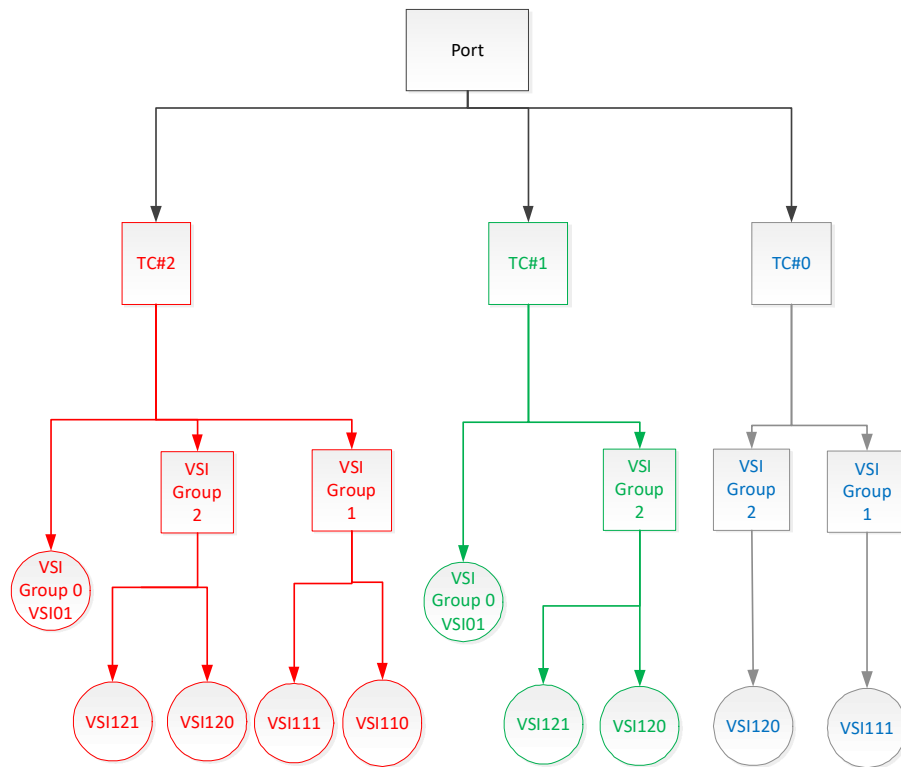 Port
TC#2
TC#1
TC#0
VSI
Group
2
VSI
Group
1
VSI
Group
2
VSI
Group
2
VSI
Group
1
VSI
Group 0
VSI01
VSI
Group 0
VSI01
VSI121
VSI120
VSI111
VSI110
VSI121
VSI120
VSI120
VSI111